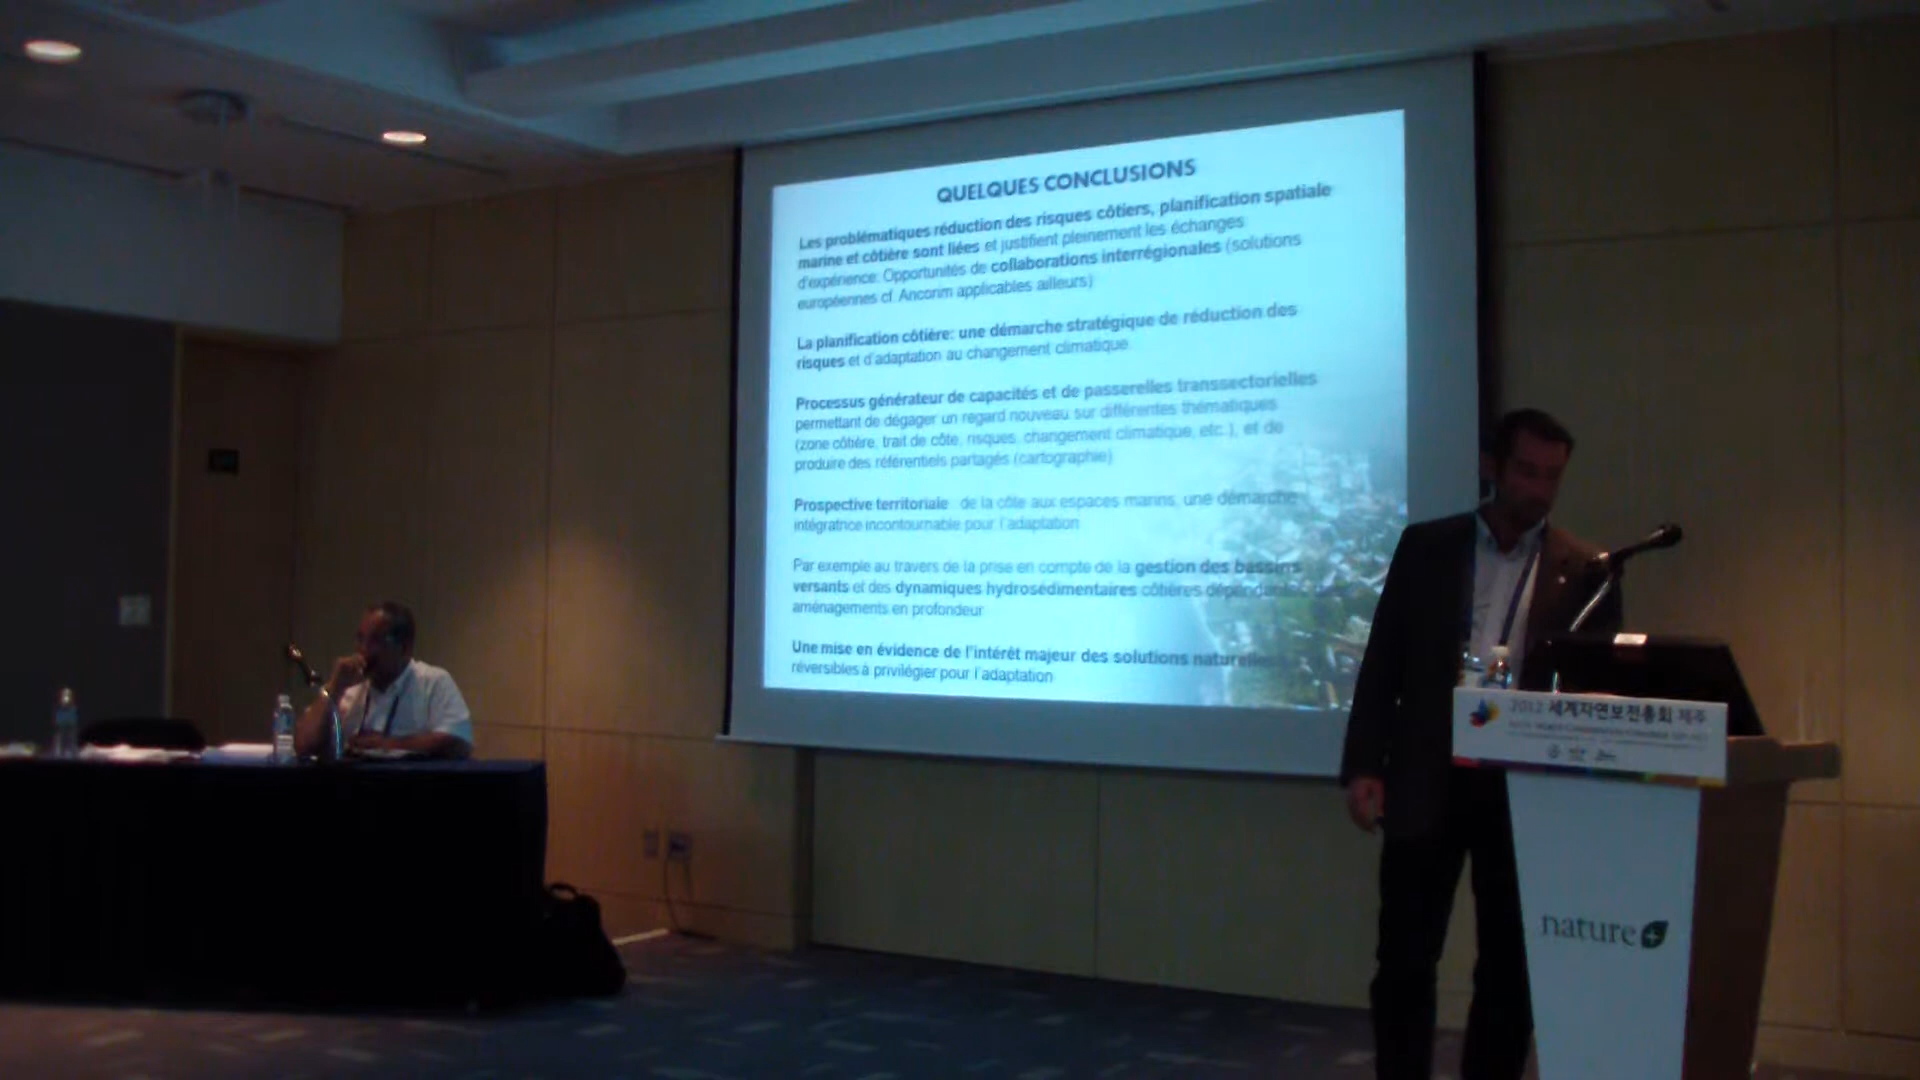 QUELQUES CONCLUSIONS
Les problématiques réduction des risques côtiers, planification spatiale
marine et côtière sont liées et justifient pleinement les échanges
d'expérience. Opportunités de collaborations interrégionales (solutions
européennes cf. Ancorim applicables ailleurs)
La planification côtière: une démarche stratégique de réduction des
risques et d'adaptation au changement climatique.
Processus générateur de capacités et de passerelles transsectorielles
permettant de dégager un regard nouveau sur différentes thématiques
(zone côtière, trait de côte, risques, changement climatique, etc.), et de
produire des référentiels partagés (cartographie)
Prospective territoriale : de la côte aux espaces marins, une démarche
intégratrice incontournable pour l'adaptation
Par exemple au travers de la prise en compte de la gestion des bassins
versants et des dynamiques hydrosédimentaires côtières
aménagements en profondeur
Une mise en évidence de l'intérêt majeur des solutions
réversibles à privilégier pour l'adaptation
2012 세계자연보전총회 제주
nature+